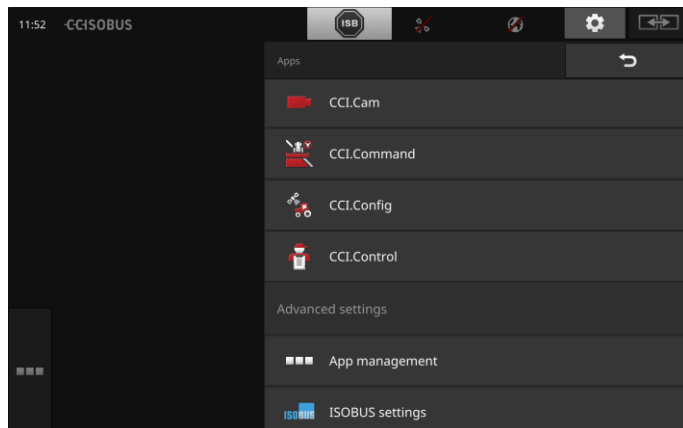 11:52 CCISOBUS ISB
Apps
CCI.Cam
CCI.Command
CCI.Config
CCI.Control
Advanced settings
App management
ISOBUS ISOBUS settings